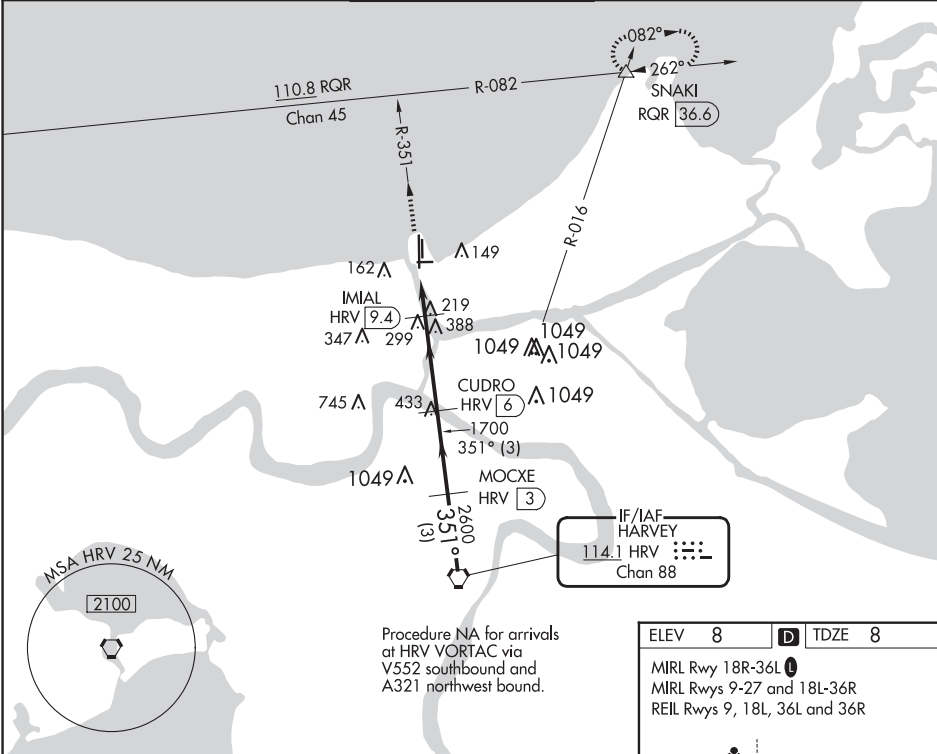 082°
262°
SNAKI
RQR 36.6
110.8 RQR
Chan 45
R-082
R-351
R-016
149
162
IMIAL
HRV 9.4
219
388
347
299
1049
1049
1049
CUDRO
HRV 6
1049
745
433
1700
351° (3)
1049
MOCXE
HRV 3
2600
351°
(3)
IF/IAF
HARVEY
114.1 HRV
Chan 88
MSA HRV 25 NM
2100
Procedure NA for arrivals
at HRV VORTAC via
V552 southbound and
A321 northwest bound.
ELEV 8 D TDZE 8
MIRL Rwy 18R-36L L
MIRL Rwys 9-27 and 18L-36R
REIL Rwys 9, 18L, 36L and 36R